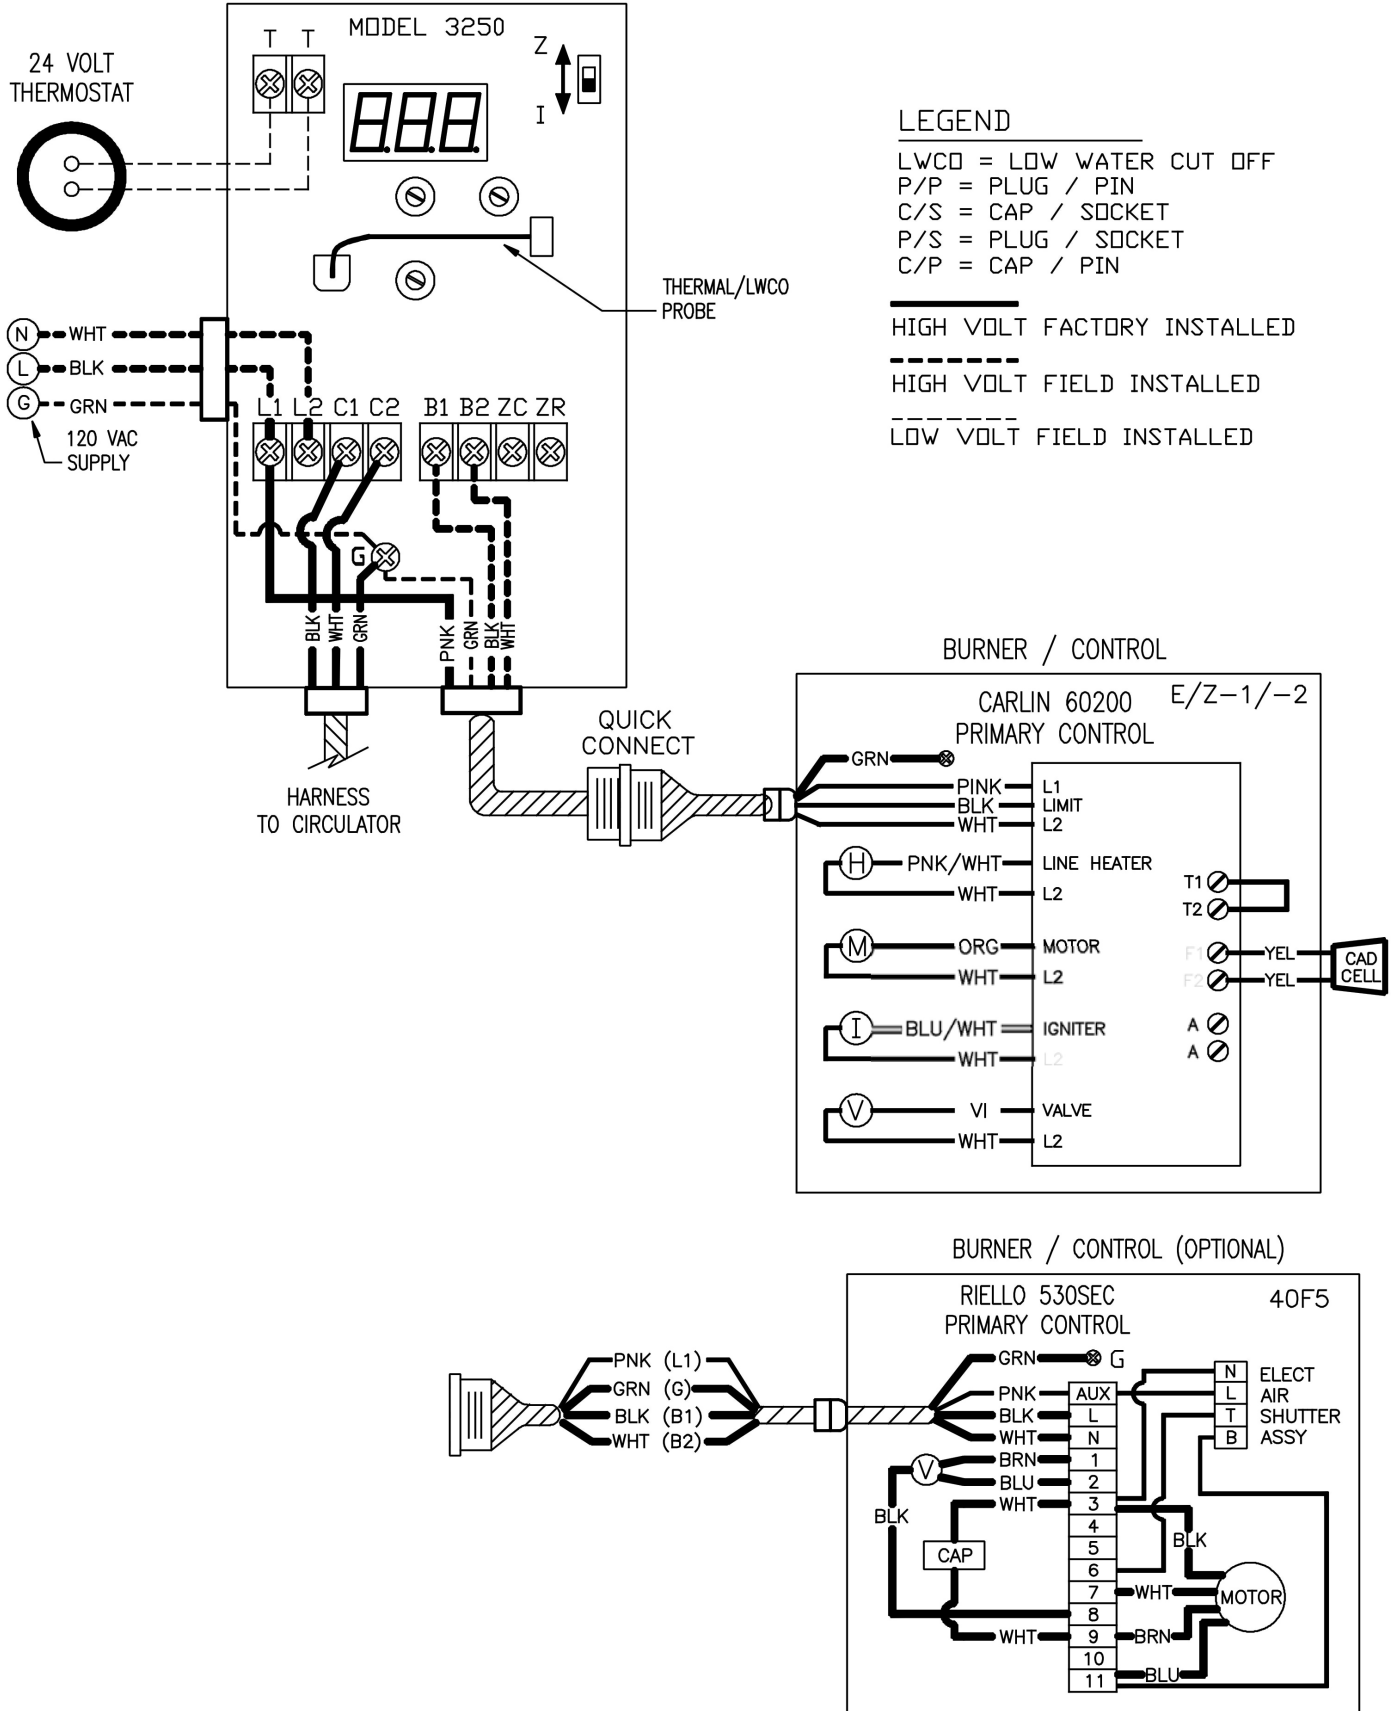 MODEL 3250
T T
Z
I
24 VOLT
THERMOSTAT
8.8.8
THERMAL/LWCO
PROBE
LEGEND
LWCO = LOW WATER CUT OFF
P/P = PLUG / PIN
C/S = CAP / SOCKET
P/S = PLUG / SOCKET
C/P = CAP / PIN
HIGH VOLT FACTORY INSTALLED
HIGH VOLT FIELD INSTALLED
LOW VOLT FIELD INSTALLED
N WHT
L BLK
G GRN
120 VAC
SUPPLY
L1 L2 C1 C2 B1 B2 ZC ZR
G
BLK
WHT
GRN
PNK
GRN
BLK
WHT
HARNESS
TO CIRCULATOR
QUICK
CONNECT
BURNER / CONTROL
CARLIN 60200
PRIMARY CONTROL
E/Z-1/-2
GRN
PINK L1
BLK LIMIT
WHT L2
H PNK/WHT LINE HEATER
WHT L2
M ORG MOTOR
WHT L2
I BLU/WHT IGNITER
WHT L2
V VI VALVE
WHT L2
T1
T2
F1 YEL
F2 YEL
CAD
CELL
A
A
BURNER / CONTROL (OPTIONAL)
RIELLO 530SEC
PRIMARY CONTROL
40F5
PNK (L1)
GRN (G)
BLK (B1)
WHT (B2)
GRN G
PNK AUX
BLK L
WHT N
BRN 1
BLU 2
WHT 3
4
5
6
7 WHT
8
WHT 9 BRN
10
11 BLU
V
BLK
CAP
BLK
MOTOR
N
L
T
B
ELECT
AIR
SHUTTER
ASSY